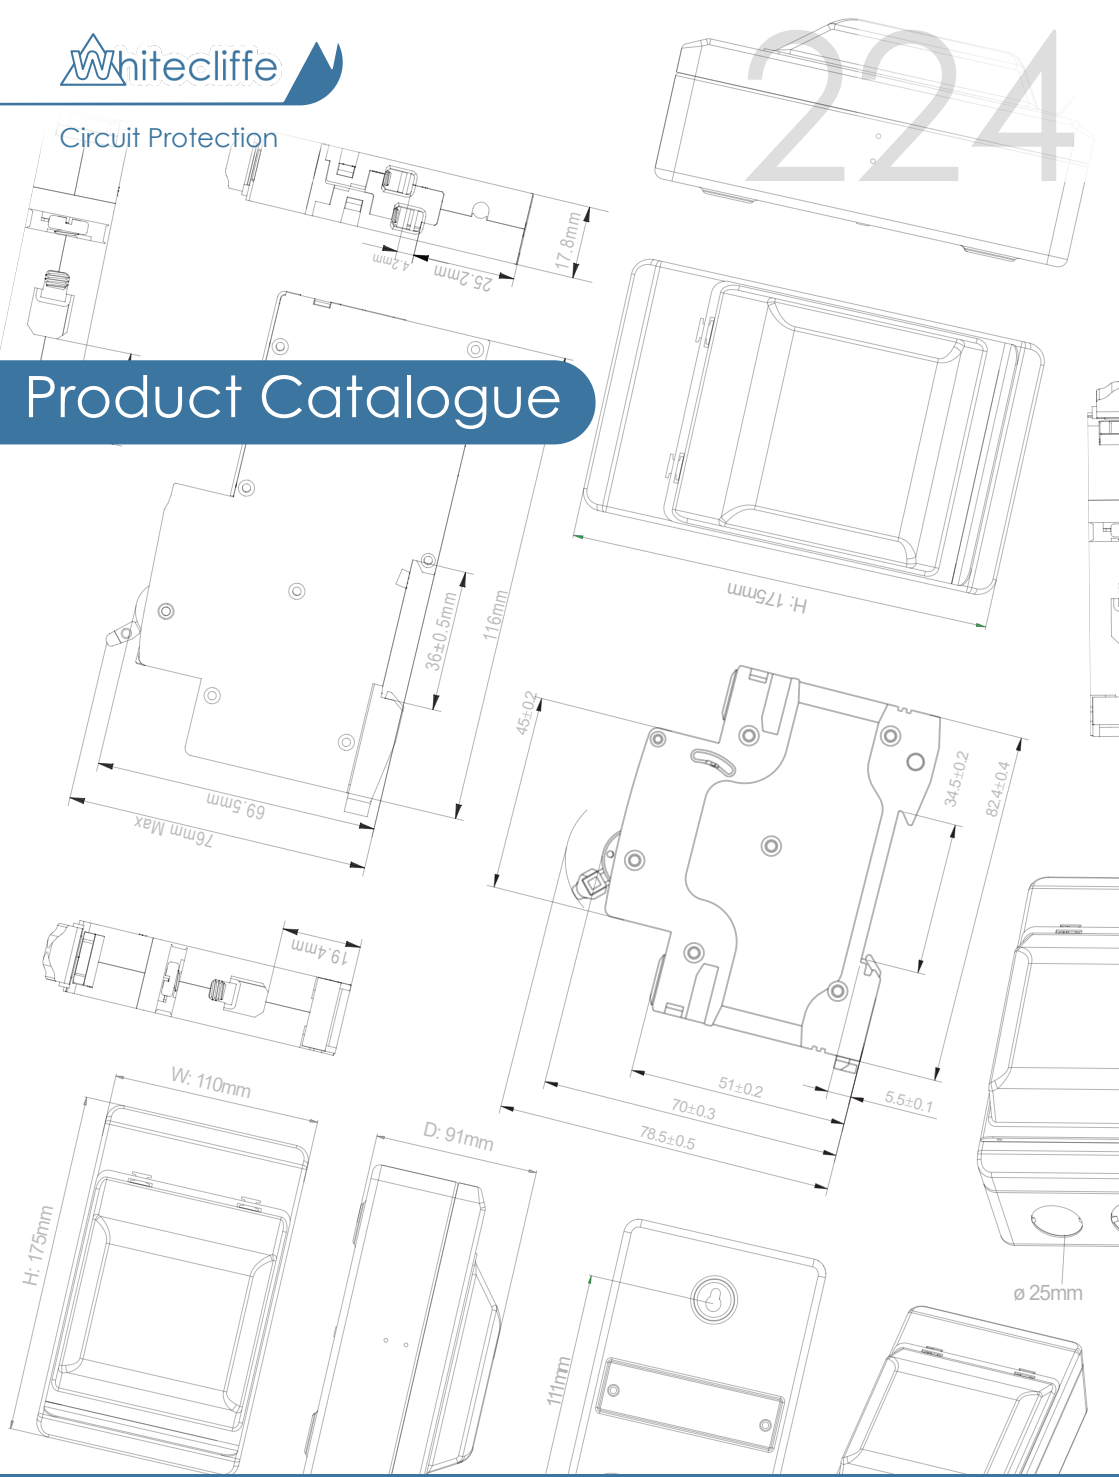 Whitecliffe
Circuit Protection
224
17.8mm
4.2mm
25.2mm
Product Catalogue
H: 175mm
36±0.5mm
116mm
45±0.2
34.5±0.2
82.4±0.4
69.5mm
76mm Max
19.4mm
51±0.2
70±0.3
78.5±0.5
5.5±0.1
W: 110mm
D: 91mm
H: 175mm
ø 25mm
111mm